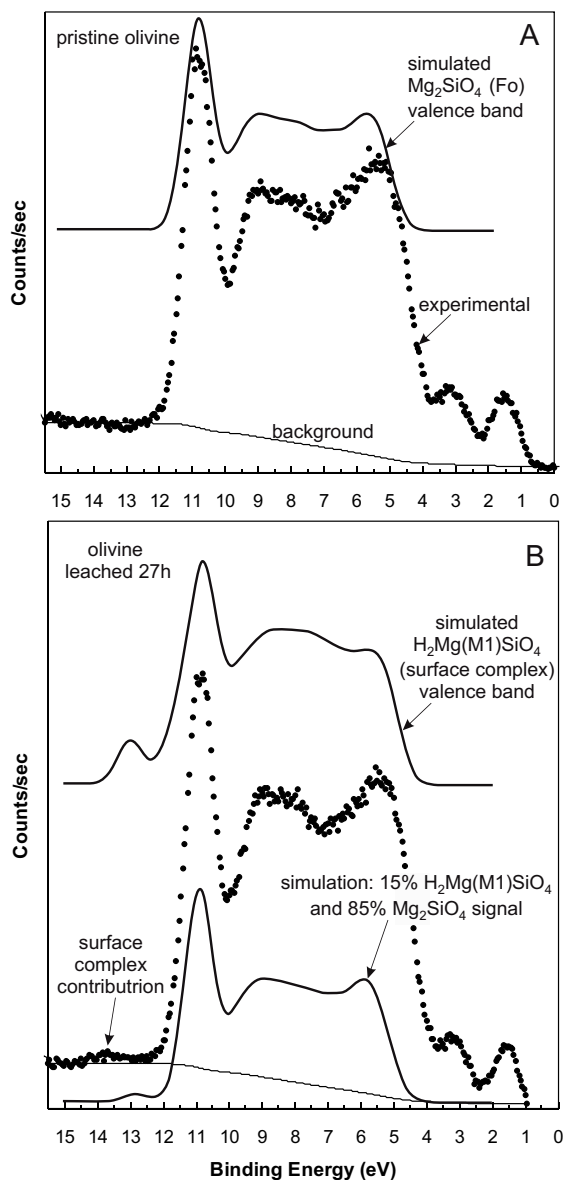 pristine olivine
A
simulated
Mg₂SiO₄ (Fo)
valence band
experimental
background
Counts/sec
15 14 13 12 11 10 9 8 7 6 5 4 3 2 1 0
olivine
leached 27h
B
simulated
H₂Mg(M1)SiO₄
(surface complex)
valence band
simulation: 15% H₂Mg(M1)SiO₄
and 85% Mg₂SiO₄ signal
surface
complex
contributrion
Counts/sec
15 14 13 12 11 10 9 8 7 6 5 4 3 2 1 0
Binding Energy (eV)